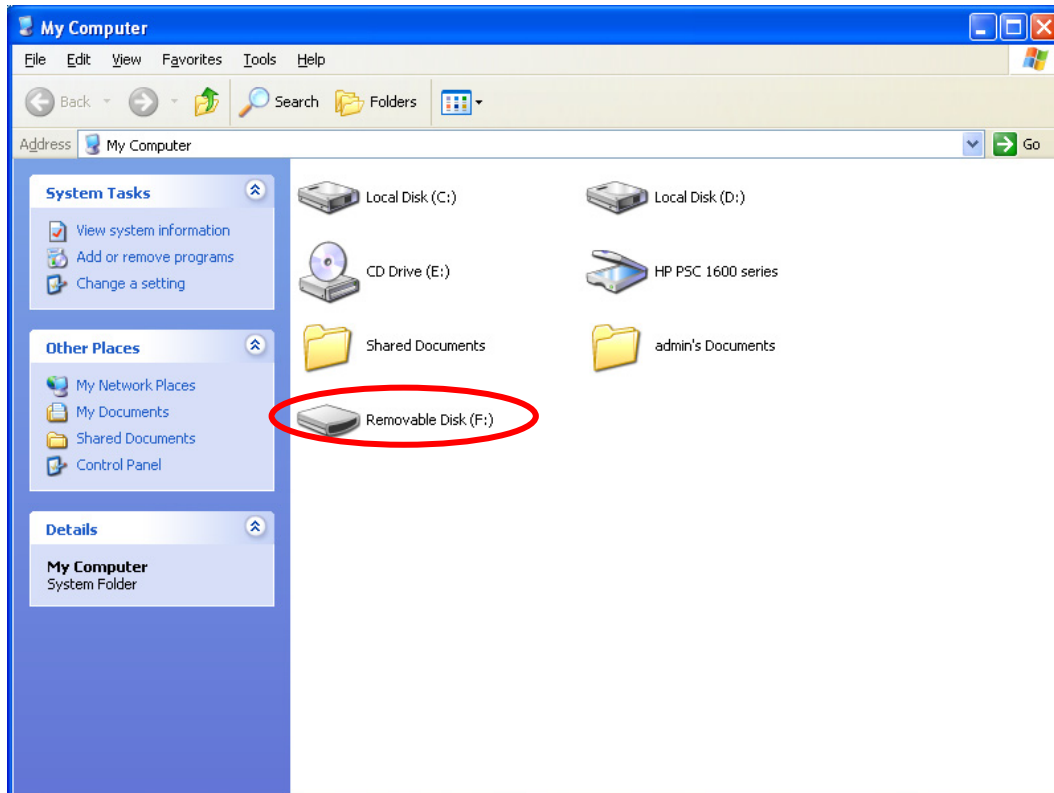 My Computer
File Edit View Favorites Tools Help
Back Search Folders
Address My Computer Go
System Tasks
View system information
Add or remove programs
Change a setting
Other Places
My Network Places
My Documents
Shared Documents
Control Panel
Details
My Computer
System Folder
Local Disk (C:) Local Disk (D:)
CD Drive (E:) HP PSC 1600 series
Shared Documents admin's Documents
Removable Disk (F:)